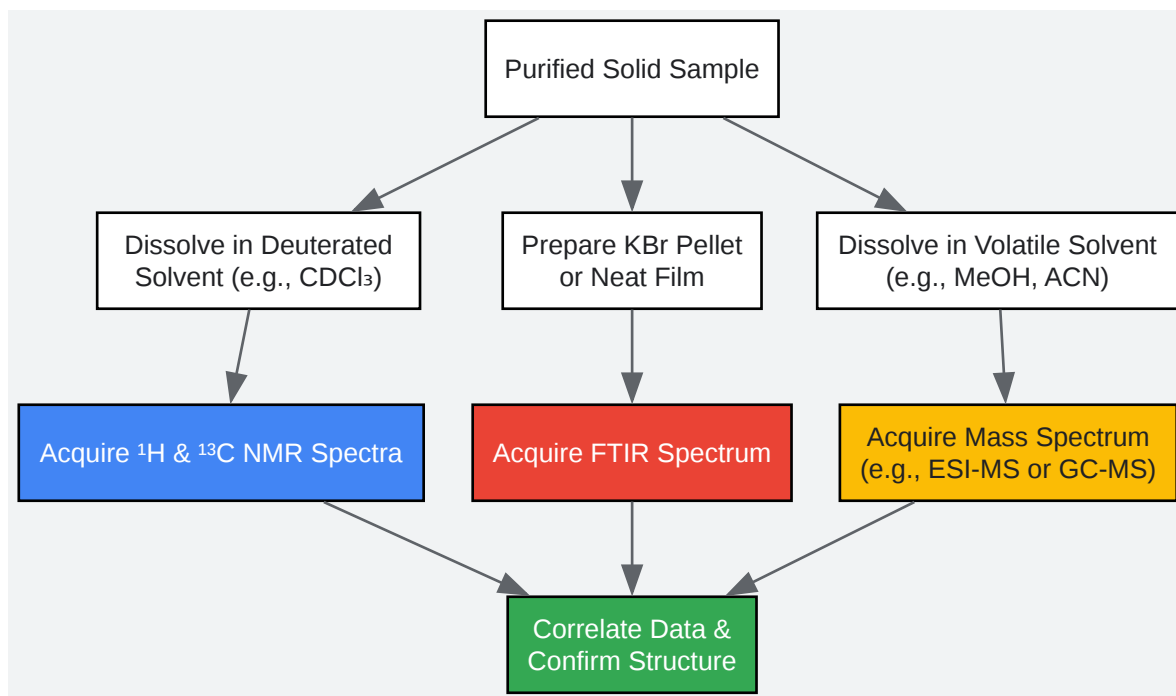 Purified Solid Sample
Dissolve in Deuterated
Solvent (e.g., CDCl₃)
Prepare KBr Pellet
or Neat Film
Dissolve in Volatile Solvent
(e.g., MeOH, ACN)
Acquire ¹H & ¹³C NMR Spectra
Acquire FTIR Spectrum
Acquire Mass Spectrum
(e.g., ESI-MS or GC-MS)
Correlate Data &
Confirm Structure